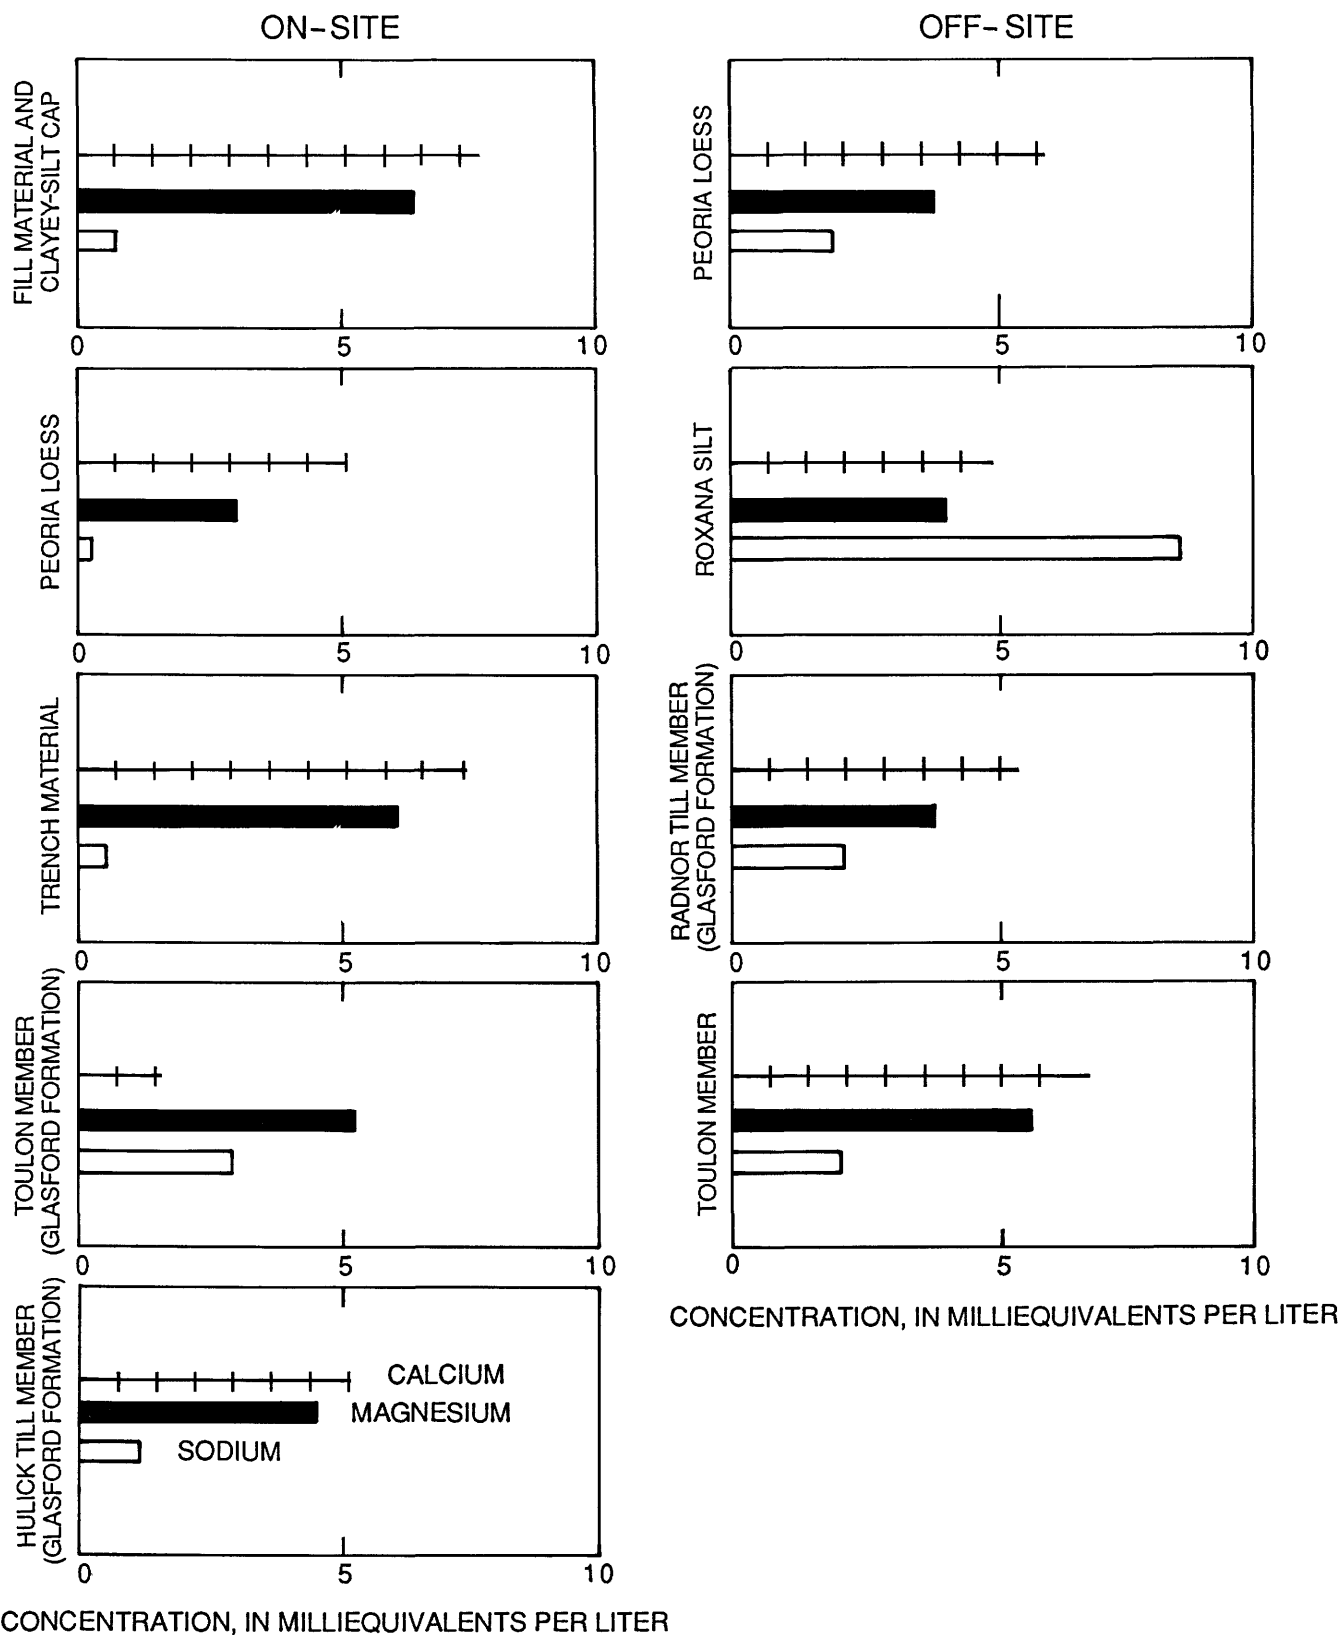 ON-SITE
FILL MATERIAL AND
CLAYEY-SILT CAP
0 5 10
PEORIA LOESS
0 5 10
TRENCH MATERIAL
0 5 10
TOULON MEMBER
(GLASFORD FORMATION)
0 5 10
HULICK TILL MEMBER
(GLASFORD FORMATION)
CALCIUM
MAGNESIUM
SODIUM
0 5 10
CONCENTRATION, IN MILLIEQUIVALENTS PER LITER
OFF-SITE
PEORIA LOESS
0 5 10
ROXANA SILT
0 5 10
RADNOR TILL MEMBER
(GLASFORD FORMATION)
0 5 10
TOULON MEMBER
0 5 10
CONCENTRATION, IN MILLIEQUIVALENTS PER LITER